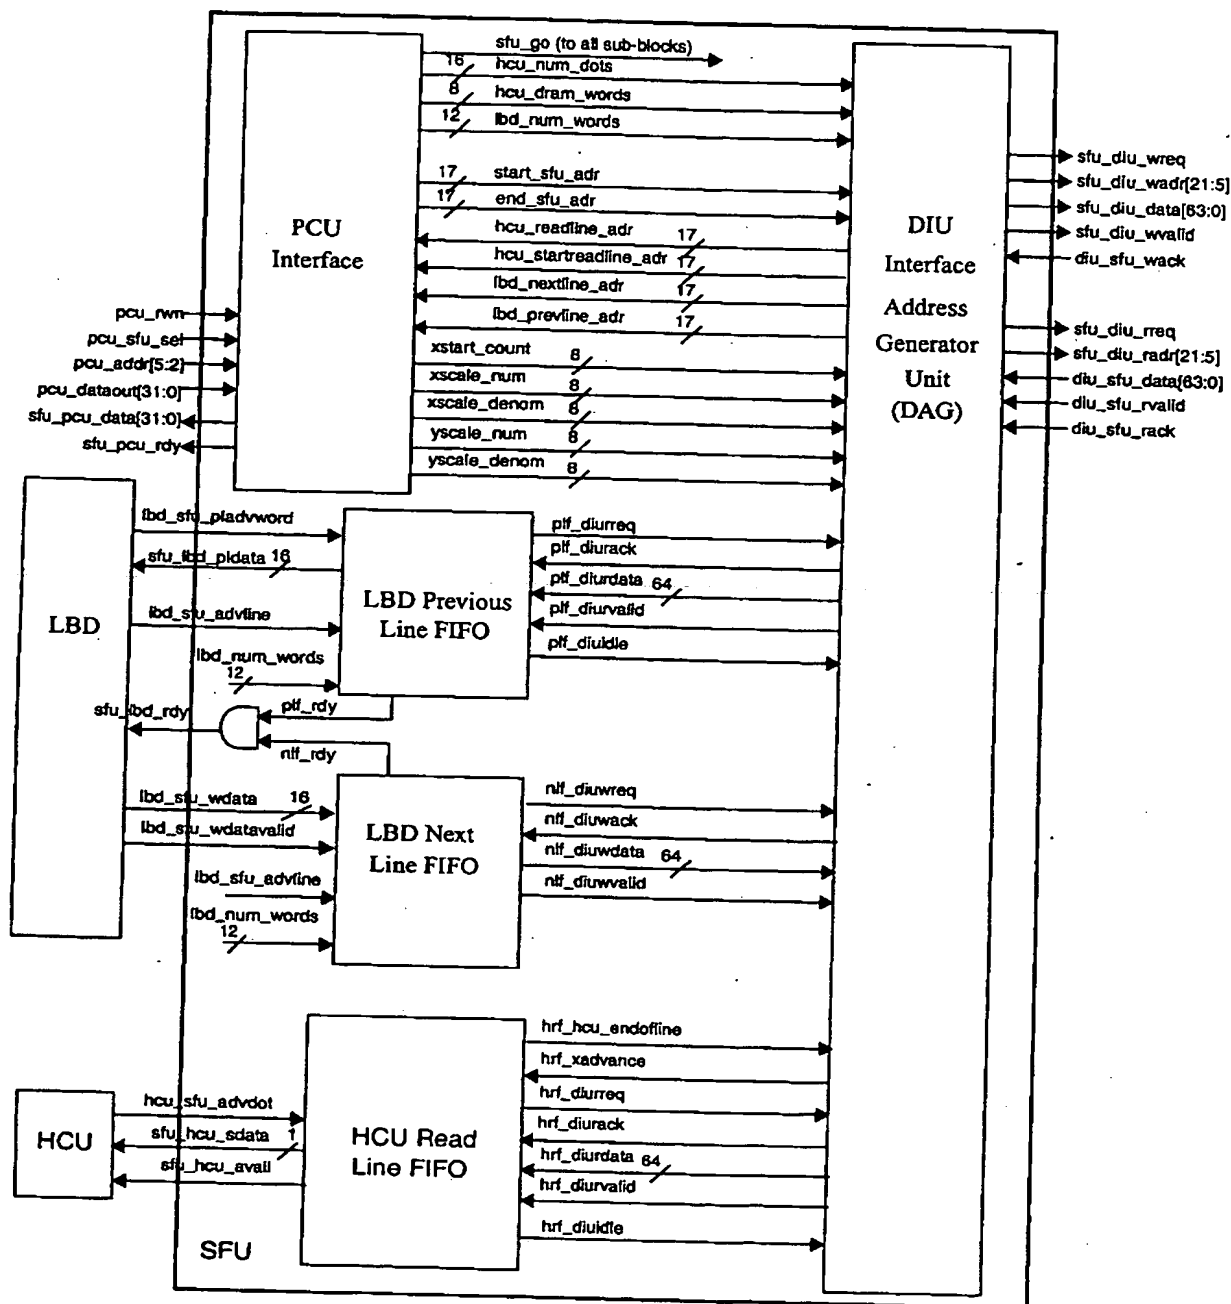 sfu_go (to all sub-blocks)
16
hcu_num_dots
8
hcu_dram_words
12
lbd_num_words
17
start_sfu_adr
17
end_sfu_adr
hcu_readline_adr
17
hcu_startreadline_adr
17
lbd_nextline_adr
17
lbd_prevline_adr
17
xstart_count
8
xscale_num
8
xscale_denom
8
yscale_num
8
yscale_denom
8
PCU
Interface
DIU
Interface
Address
Generator
Unit
(DAG)
sfu_diu_wreq
sfu_diu_wadr[21:5]
sfu_diu_data[63:0]
sfu_diu_wvalid
diu_sfu_wack
sfu_diu_rreq
sfu_diu_radr[21:5]
diu_sfu_data[63:0]
diu_sfu_rvalid
diu_sfu_rack
pcu_rwn
pcu_sfu_sel
pcu_addr[5:2]
pcu_dataout[31:0]
sfu_pcu_data[31:0]
sfu_pcu_rdy
LBD
lbd_sfu_pladvword
sfu_lbd_pldata
16
lbd_sfu_advline
lbd_num_words
12
LBD Previous
Line FIFO
plf_diurreq
plf_diurack
plf_diurdata
64
plf_diurvalid
plf_diuidle
sfu_lbd_rdy
plf_rdy
nlf_rdy
lbd_sfu_wdata
16
lbd_sfu_wdatavalid
lbd_sfu_advline
lbd_num_words
12
LBD Next
Line FIFO
nlf_diuwreq
nlf_diuwack
nlf_diuwdata
64
nlf_diuwvalid
HCU
hcu_sfu_advdot
sfu_hcu_sdata
1
sfu_hcu_avail
HCU Read
Line FIFO
hrf_hcu_endofline
hrf_xadvance
hrf_diurreq
hrf_diurack
hrf_diurdata
64
hrf_diurvalid
hrf_diuidle
SFU